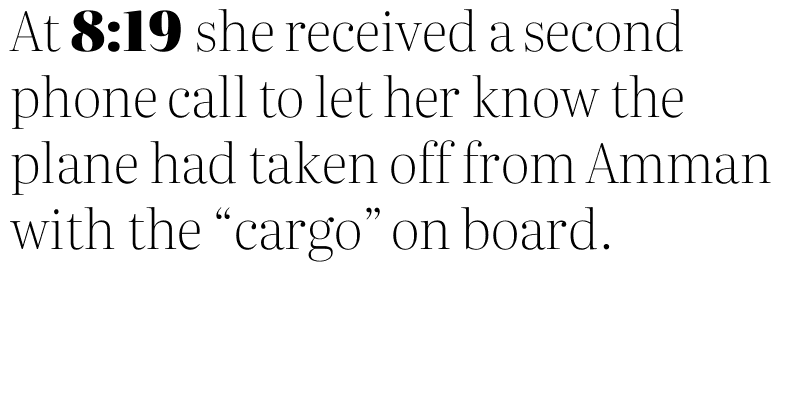 At 8:19 she received a second
phone call to let her know the
plane had taken off from Amman
with the “cargo” on board.